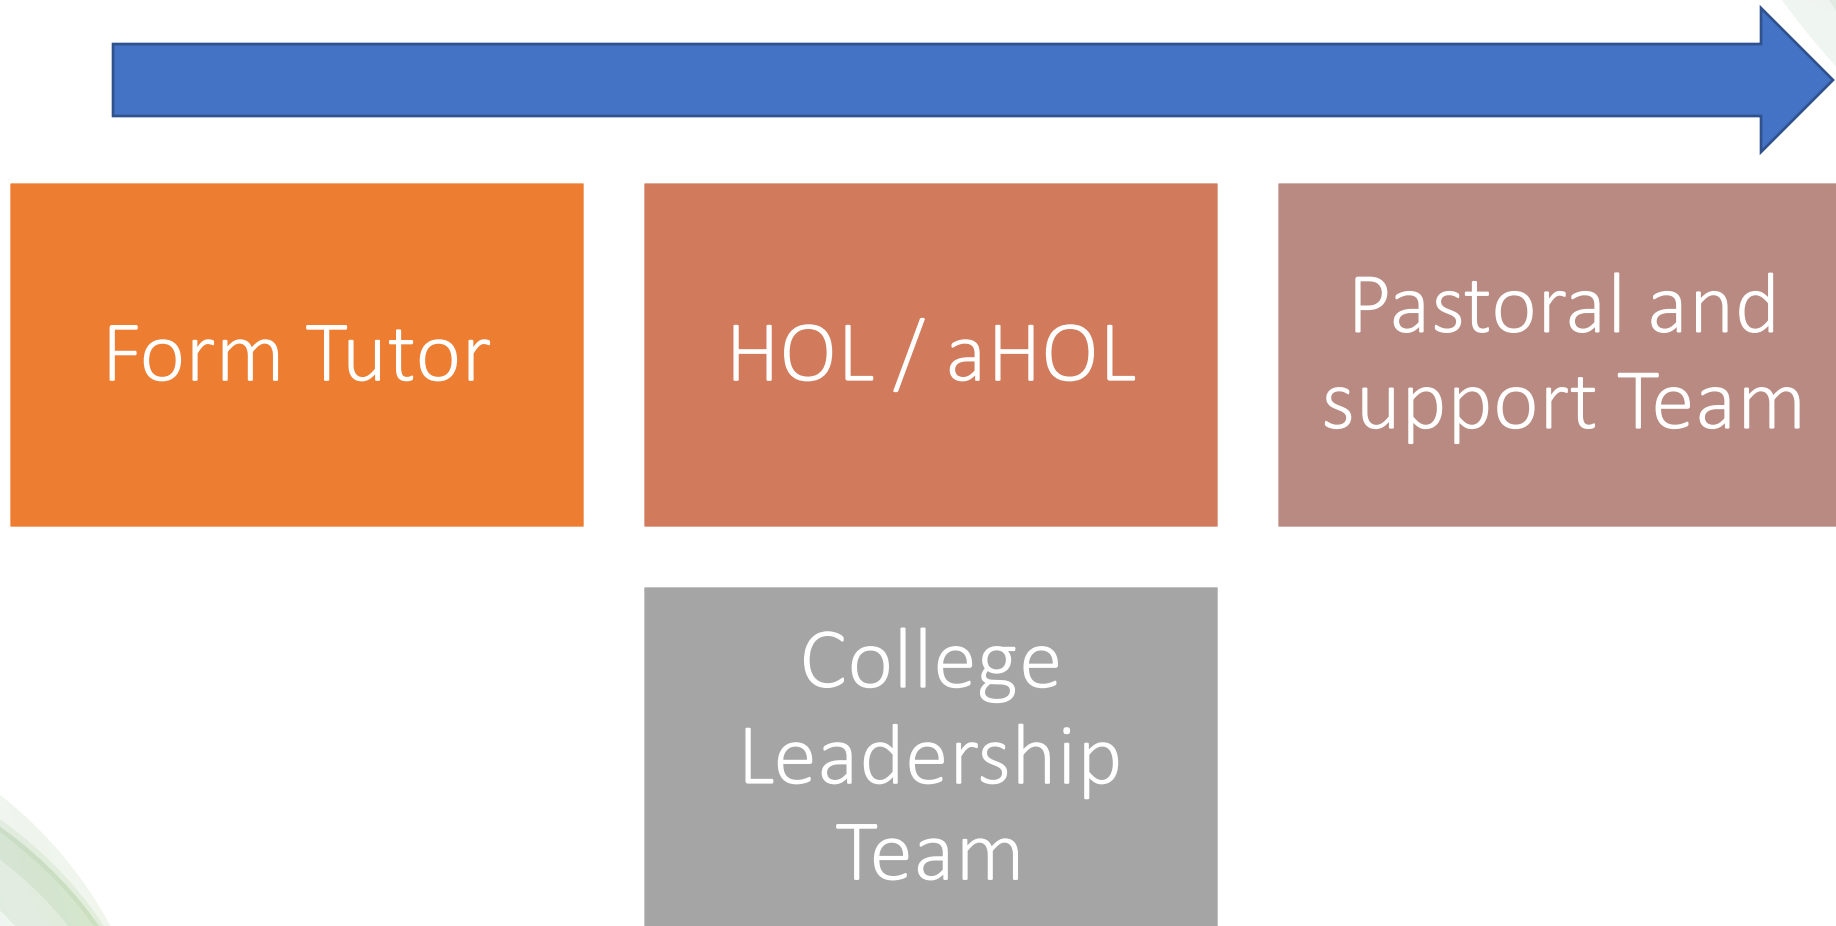 Form Tutor
HOL / aHOL
Pastoral and
support Team
College
Leadership
Team